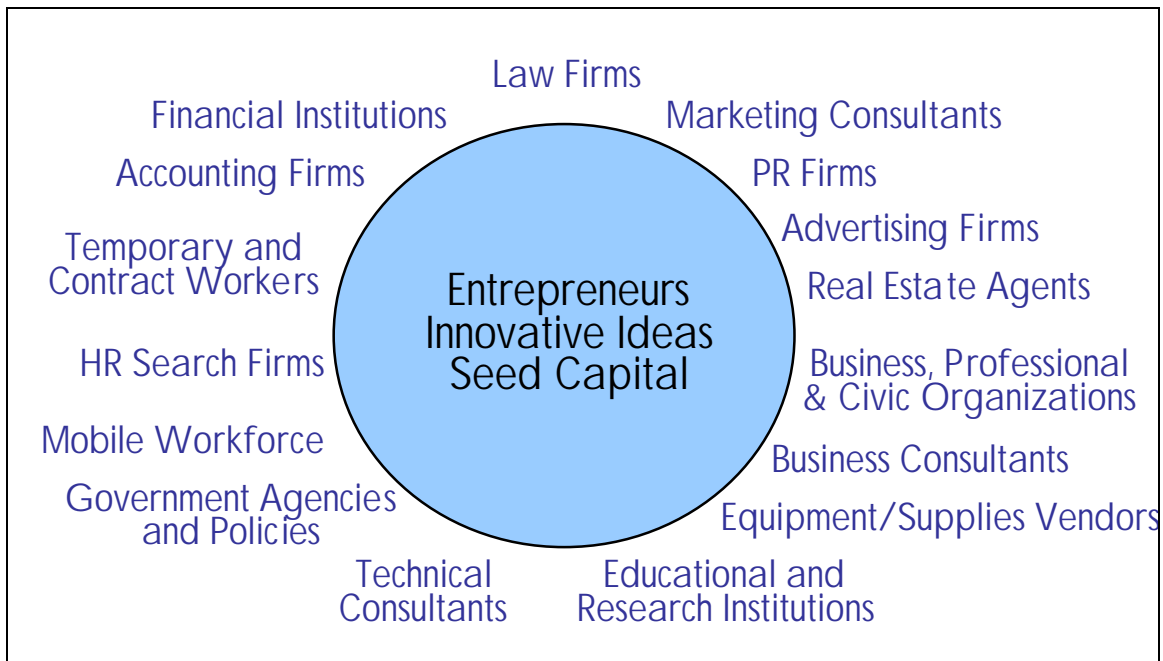 Law Firms
Financial Institutions
Marketing Consultants
Accounting Firms
PR Firms
Advertising Firms
Temporary and
Contract Workers
Real Estate Agents
Entrepreneurs
Innovative Ideas
Seed Capital
HR Search Firms
Business, Professional
& Civic Organizations
Mobile Workforce
Business Consultants
Government Agencies
and Policies
Equipment/Supplies Vendors
Technical
Consultants
Educational and
Research Institutions